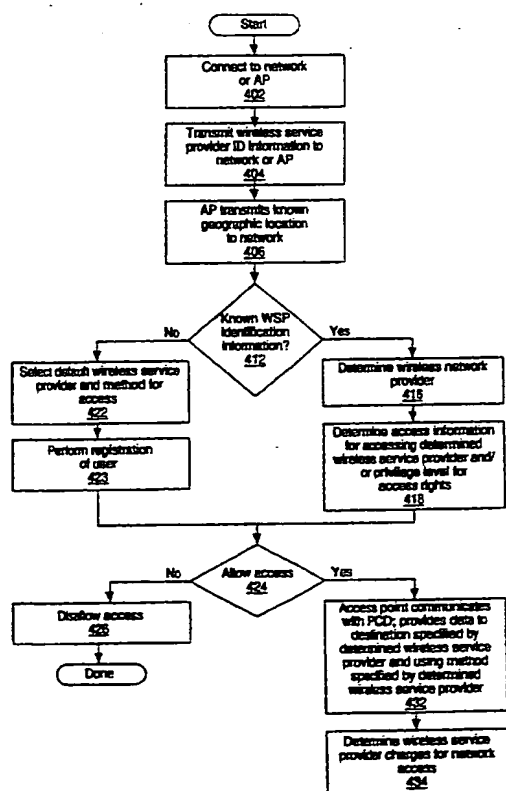 Start
Connect to network
or AP
402
Transmit wireless service
provider ID information to
network or AP
404
AP transmits known
geographic location
to network
406
Known WSP
identification
information?
412
No
Yes
Select default wireless service
provider and method for
access
422
Perform registration
of user
423
Determine wireless network
provider
416
Determine access information
for accessing determined
wireless service provider and/
or privilege level for
access rights
418
Allow access
424
No
Yes
Disallow access
426
Done
Access point communicates
with PCD; provides data to
destination specified by
determined wireless service
provider and using method
specified by determined
wireless service provider
432
Determine wireless service
provider charges for network
access
434